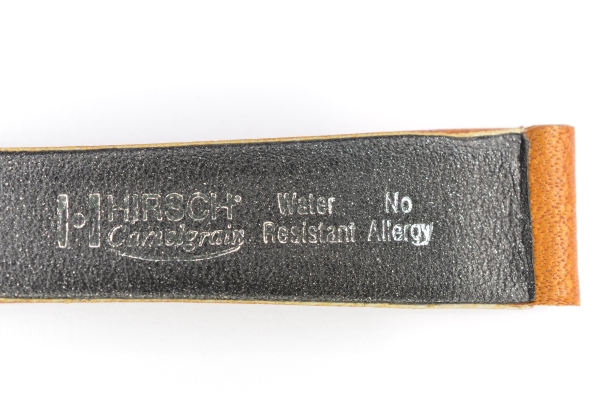 HIRSCH®
Camelgrain
Water
Resistant
No
Allergy